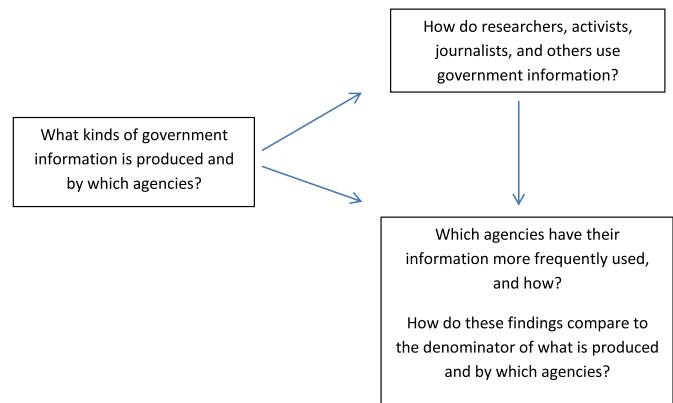 How do researchers, activists,
journalists, and others use
government information?
What kinds of government
information is produced and
by which agencies?
Which agencies have their
information more frequently used,
and how?
How do these findings compare to
the denominator of what is produced
and by which agencies?